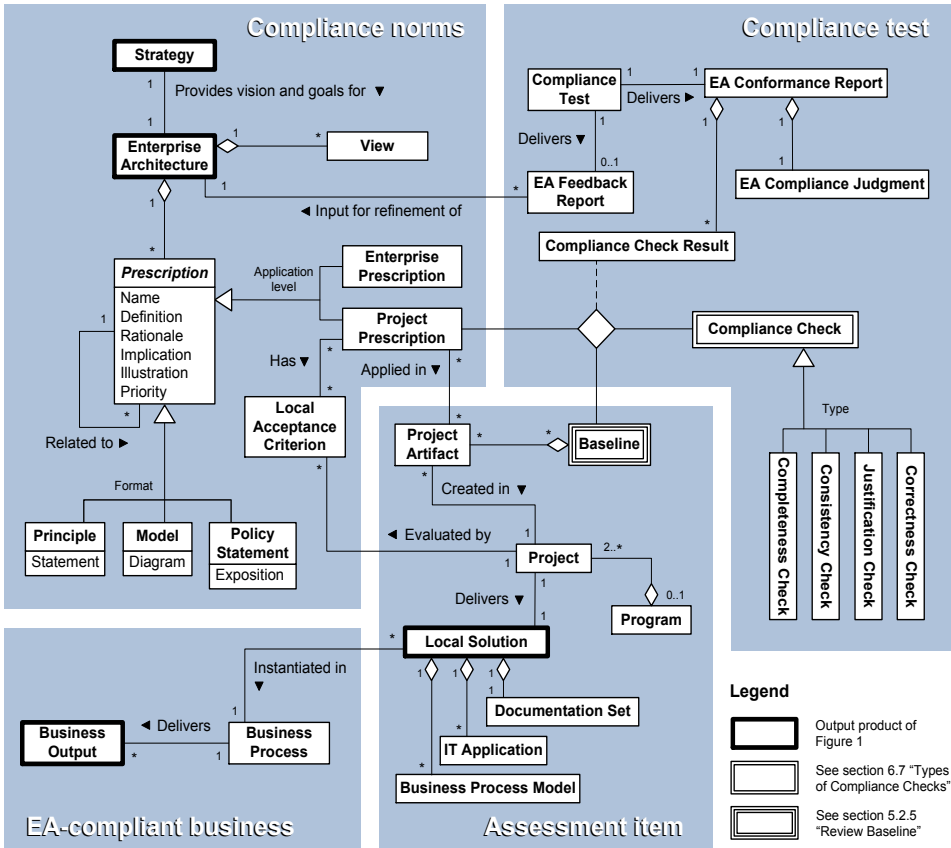 Compliance norms
Strategy
1
Provides vision and goals for ▼
1
Enterprise
Architecture
1
*
View
1
1
*
◄ Input for refinement of
*
Prescription
Name
Definition
Rationale
Implication
Illustration
Priority
1
*
Related to ►
Application
level
Enterprise
Prescription
Project
Prescription
*
*
Has ▼
Applied in ▼
*
*
Local
Acceptance
Criterion
*
Format
Principle
Statement
Model
Diagram
Policy
Statement
Exposition
Compliance test
Compliance
Test
1
1
Delivers ►
EA Conformance Report
1
Delivers ▼
0..1
EA Feedback
Report
1
1
1
EA Compliance Judgment
*
Compliance Check Result
Compliance Check
Type
Completeness Check
Consistency Check
Justification Check
Correctness Check
Project
Artifact
*
*
Baseline
*
Created in ▼
1
◄ Evaluated by
1
Project
2..*
0..1
Program
1
Delivers ▼
1
Local Solution
*
1
1
1
1
Documentation Set
*
IT Application
*
Business Process Model
Assessment item
Instantiated in
▼
1
◄ Delivers
Business
Output
*
1
Business
Process
EA-compliant business
Legend
Output product of
Figure 1
See section 6.7 “Types
of Compliance Checks”
See section 5.2.5
“Review Baseline”